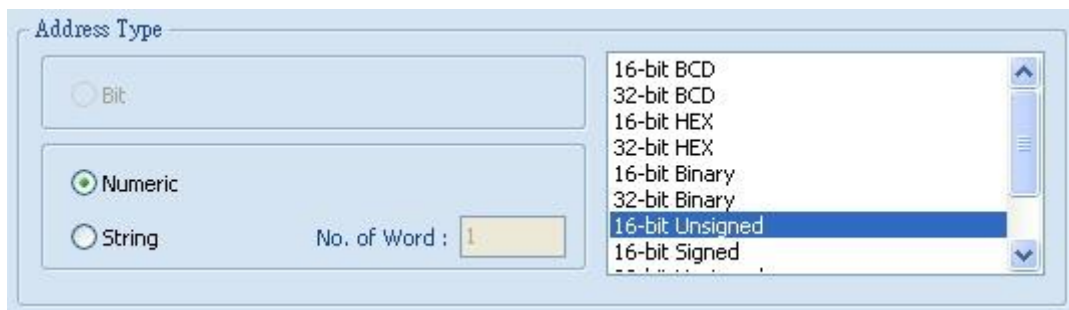 Address Type
Bit
Numeric
String
No. of Word : 1
16-bit BCD
32-bit BCD
16-bit HEX
32-bit HEX
16-bit Binary
32-bit Binary
16-bit Unsigned
16-bit Signed